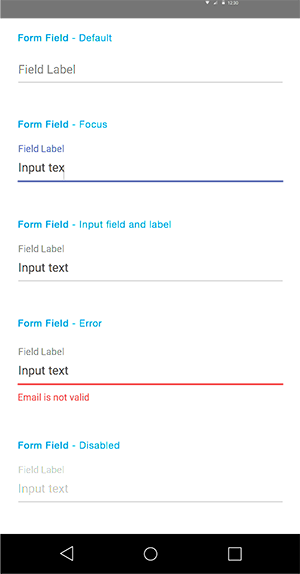 12:30
Form Field - Default
Field Label
Form Field - Focus
Field Label
Input tex
Form Field - Input field and label
Field Label
Input text
Form Field - Error
Field Label
Input text
Email is not valid
Form Field - Disabled
Field Label
Input text